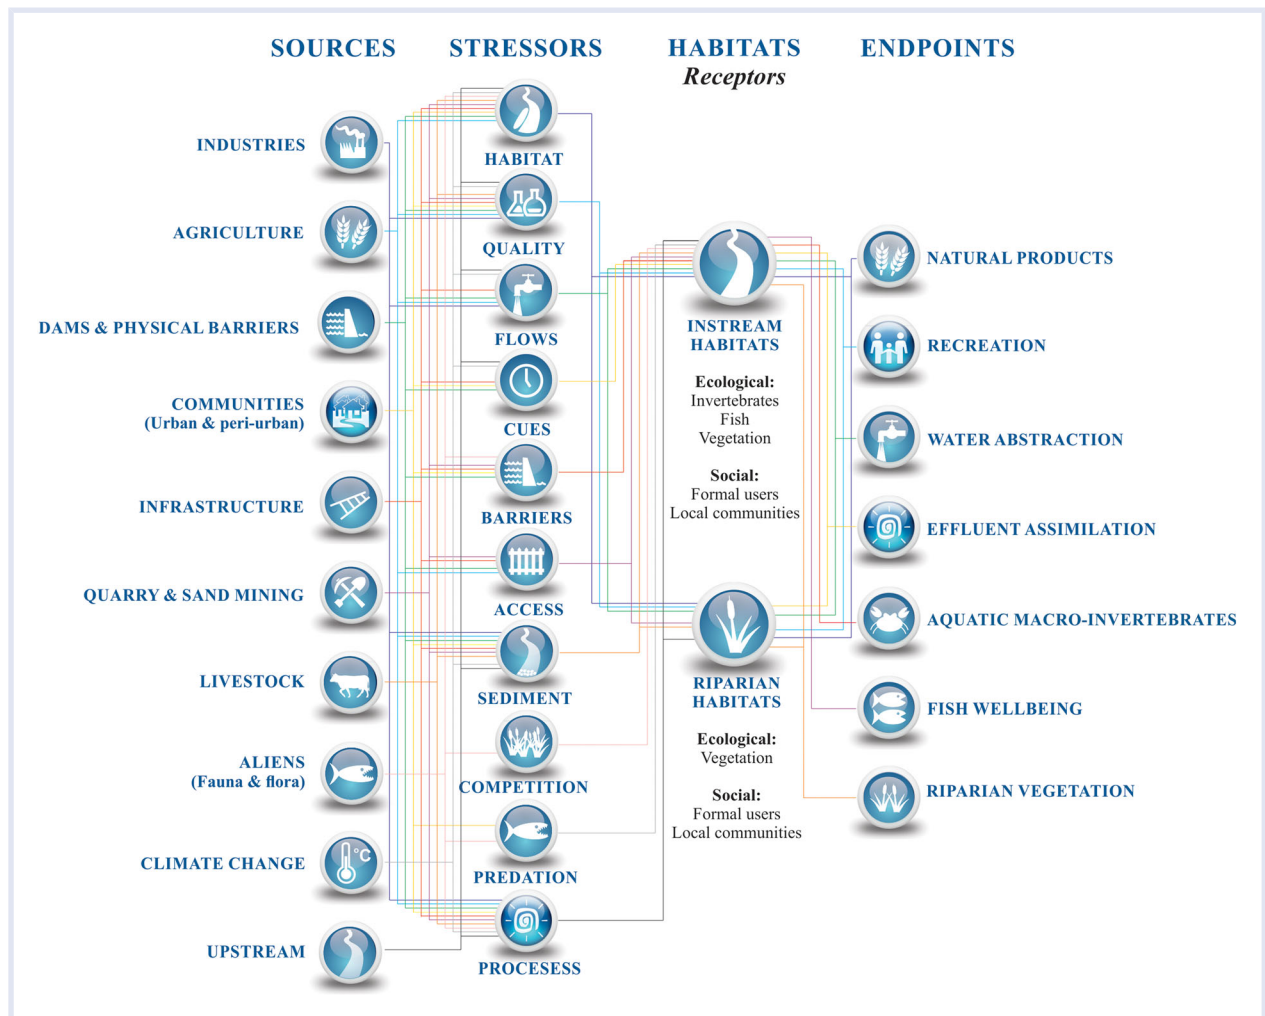 SOURCES
STRESSORS
HABITATS
Receptors
ENDPOINTS
INDUSTRIES
AGRICULTURE
DAMS & PHYSICAL BARRIERS
COMMUNITIES
(Urban & peri-urban)
INFRASTRUCTURE
QUARRY & SAND MINING
LIVESTOCK
ALIENS
(Fauna & flora)
CLIMATE CHANGE
°C
UPSTREAM
HABITAT
QUALITY
FLOWS
CUES
BARRIERS
ACCESS
SEDIMENT
COMPETITION
PREDATION
PROCESESS
INSTREAM
HABITATS
Ecological:
Invertebrates
Fish
Vegetation
Social:
Formal users
Local communities
RIPARIAN
HABITATS
Ecological:
Vegetation
Social:
Formal users
Local communities
NATURAL PRODUCTS
RECREATION
WATER ABSTRACTION
EFFLUENT ASSIMILATION
AQUATIC MACRO-INVERTEBRATES
FISH WELLBEING
RIPARIAN VEGETATION